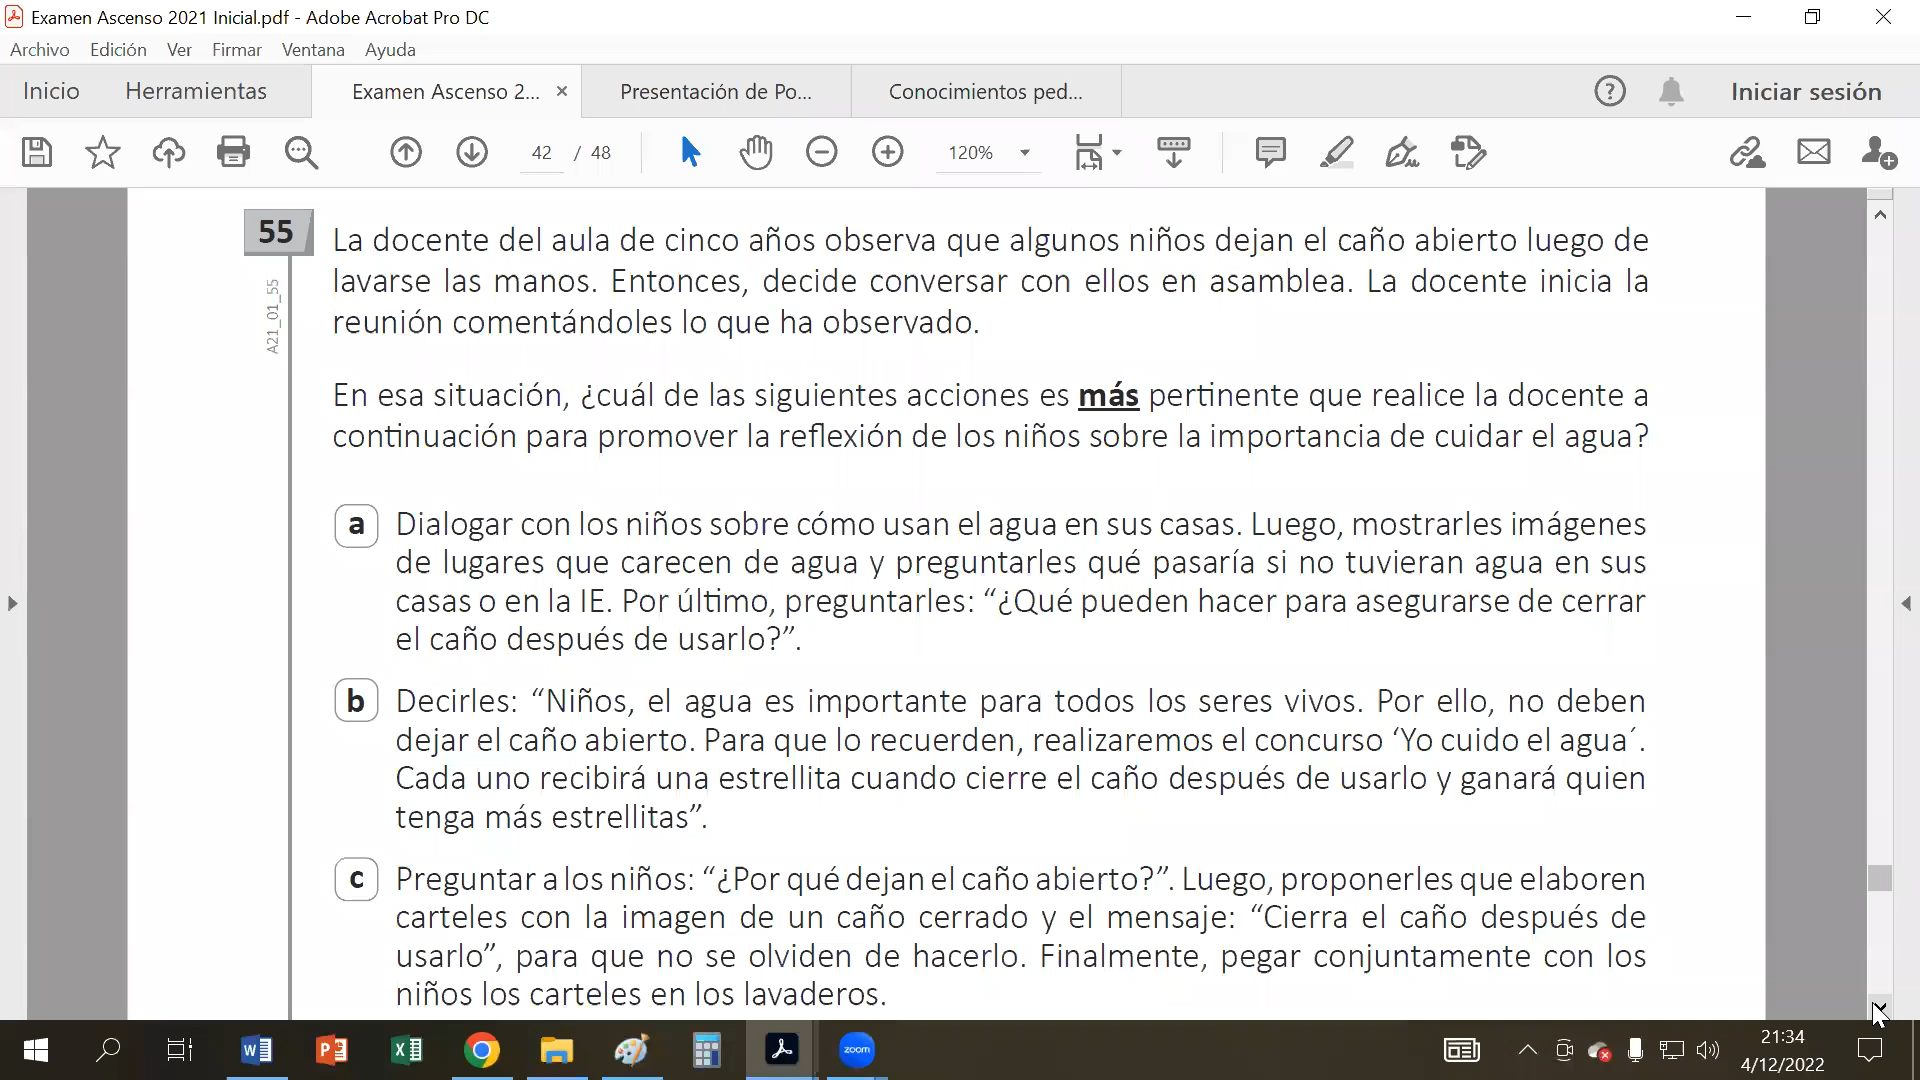 Examen Ascenso 2021 Inicial.pdf - Adobe Acrobat Pro DC
Archivo Edición Ver Firmar Ventana Ayuda
Inicio Herramientas Examen Ascenso 2... Presentación de Po... Conocimientos ped... Iniciar sesión
42 / 48 120%
55
A21_01_55
La docente del aula de cinco años observa que algunos niños dejan el caño abierto luego de
lavarse las manos. Entonces, decide conversar con ellos en asamblea. La docente inicia la
reunión comentándoles lo que ha observado.
En esa situación, ¿cuál de las siguientes acciones es más pertinente que realice la docente a
continuación para promover la reflexión de los niños sobre la importancia de cuidar el agua?
a Dialogar con los niños sobre cómo usan el agua en sus casas. Luego, mostrarles imágenes
de lugares que carecen de agua y preguntarles qué pasaría si no tuvieran agua en sus
casas o en la IE. Por último, preguntarles: “¿Qué pueden hacer para asegurarse de cerrar
el caño después de usarlo?”.
b Decirles: “Niños, el agua es importante para todos los seres vivos. Por ello, no deben
dejar el caño abierto. Para que lo recuerden, realizaremos el concurso ‘Yo cuido el agua´.
Cada uno recibirá una estrellita cuando cierre el caño después de usarlo y ganará quien
tenga más estrellitas”.
c Preguntar a los niños: “¿Por qué dejan el caño abierto?”. Luego, proponerles que elaboren
carteles con la imagen de un caño cerrado y el mensaje: “Cierra el caño después de
usarlo”, para que no se olviden de hacerlo. Finalmente, pegar conjuntamente con los
niños los carteles en los lavaderos.
zoom
21:34
4/12/2022